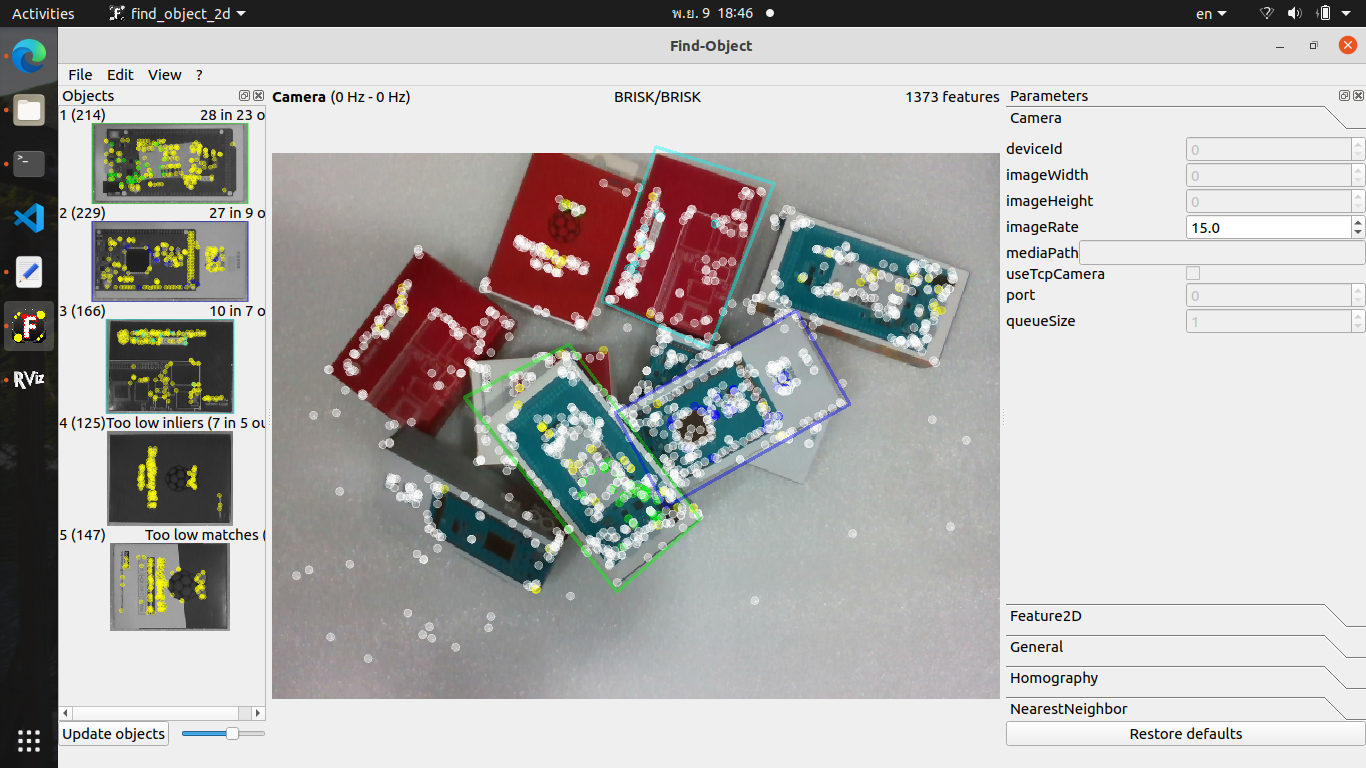 Activities find_object_2d พ.ย. 9 18:46 en
Find-Object
File Edit View ?
Objects
Camera (0 Hz - 0 Hz) BRISK/BRISK 1373 features
Parameters
1 (214) 28 in 23 o
2 (229) 27 in 9 o
3 (166) 10 in 7 o
4 (125) Too low inliers (7 in 5 ou
5 (147) Too low matches (
Update objects
Camera
deviceId 0
imageWidth 0
imageHeight 0
imageRate 15.0
mediaPath
useTcpCamera
port 0
queueSize 1
Feature2D
General
Homography
NearestNeighbor
Restore defaults
F
RViz